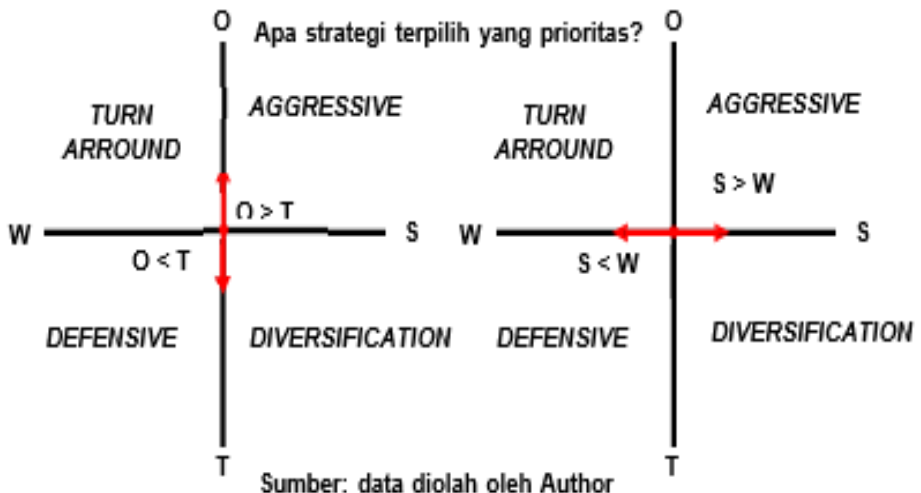 Apa strategi terpilih yang prioritas?
O
TURN
ARROUND
AGGRESSIVE
O > T
W
S
O < T
DEFENSIVE
DIVERSIFICATION
T
O
TURN
ARROUND
AGGRESSIVE
S > W
W
S
S < W
DEFENSIVE
DIVERSIFICATION
T
Sumber: data diolah oleh Author